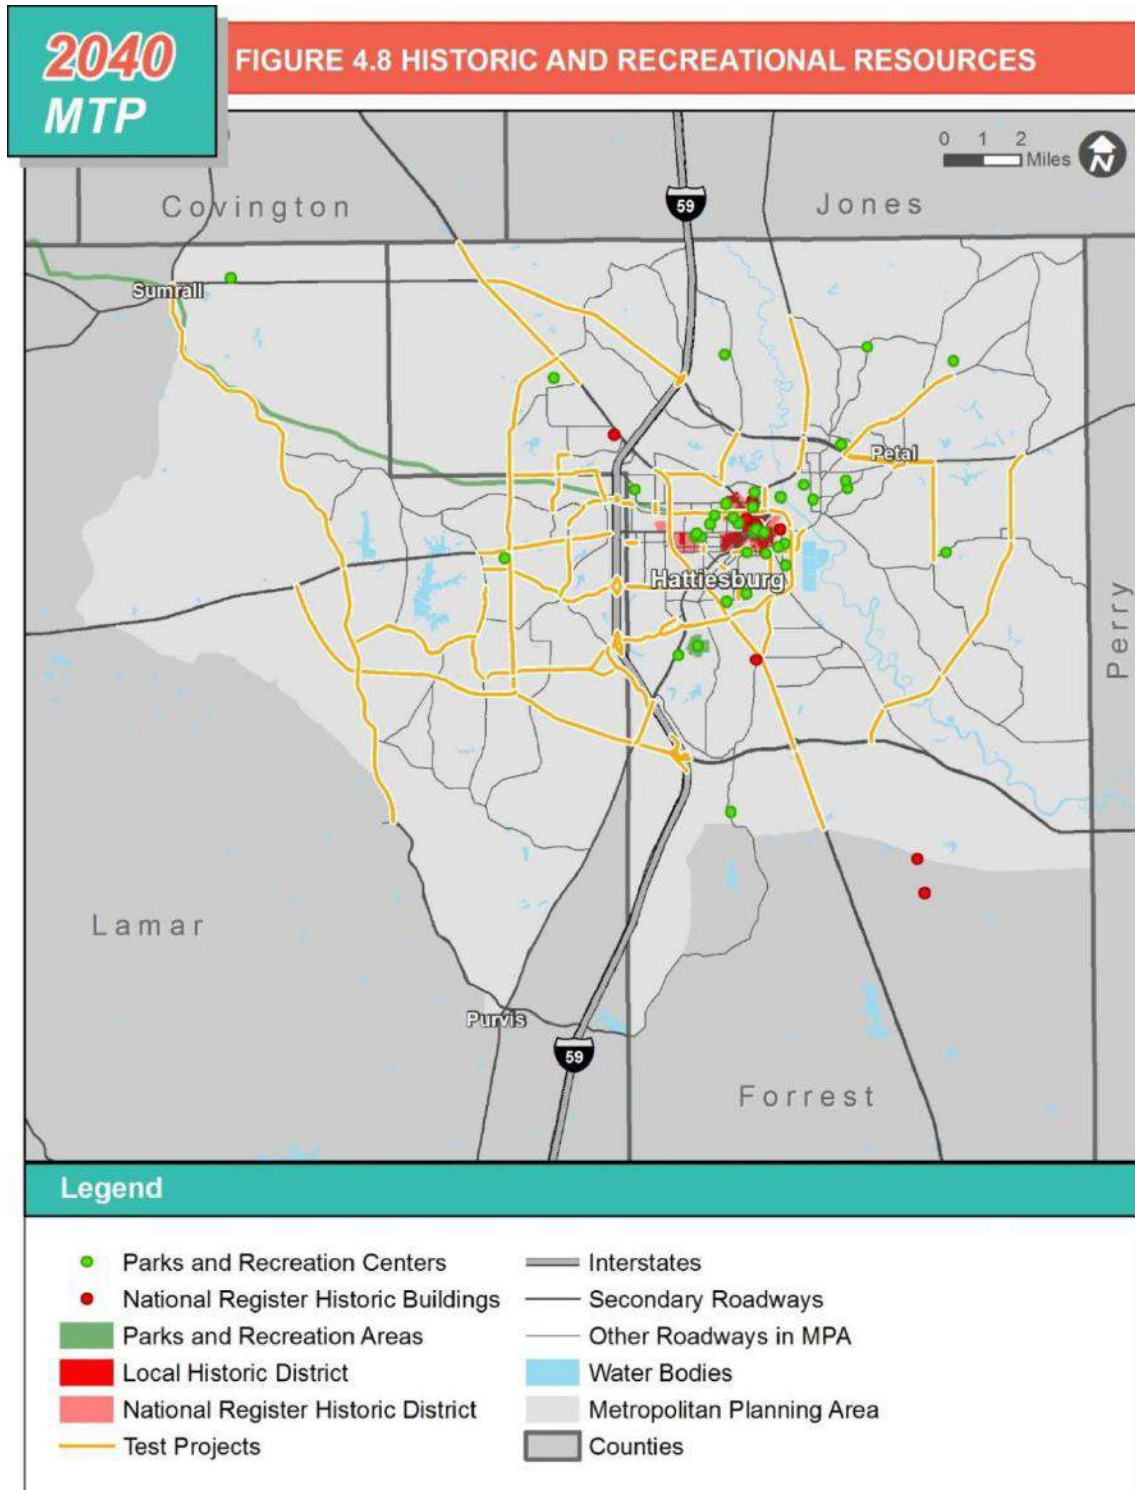 2040
MTP
FIGURE 4.8 HISTORIC AND RECREATIONAL RESOURCES
0 1 2
Miles
N
Covington
59
Jones
Sumrall
Petal
Hattiesburg
Perry
Lamar
Purvis
59
Forrest
Legend
Parks and Recreation Centers
National Register Historic Buildings
Parks and Recreation Areas
Local Historic District
National Register Historic District
Test Projects
Interstates
Secondary Roadways
Other Roadways in MPA
Water Bodies
Metropolitan Planning Area
Counties